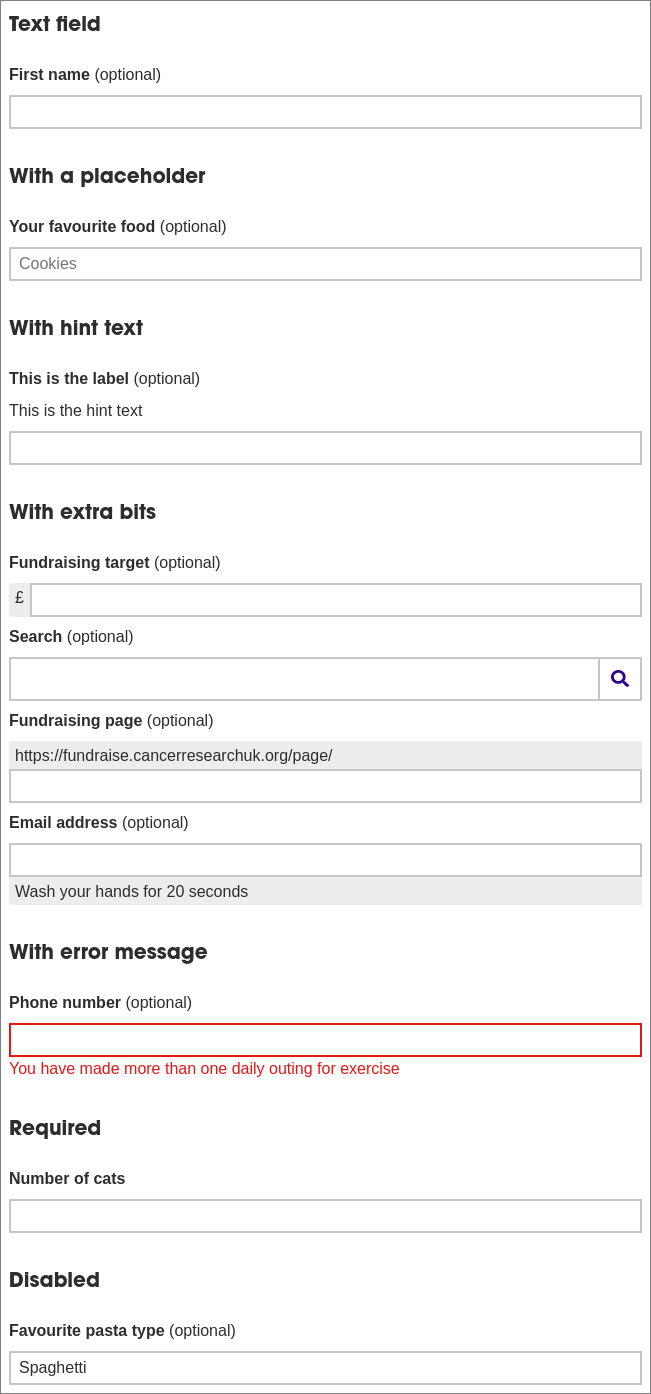 Text field
First name (optional)
With a placeholder
Your favourite food (optional)
Cookies
With hint text
This is the label (optional)
This is the hint text
With extra bits
Fundraising target (optional)
£
Search (optional)
Fundraising page (optional)
https://fundraise.cancerresearchuk.org/page/
Email address (optional)
Wash your hands for 20 seconds
With error message
Phone number (optional)
You have made more than one daily outing for exercise
Required
Number of cats
Disabled
Favourite pasta type (optional)
Spaghetti